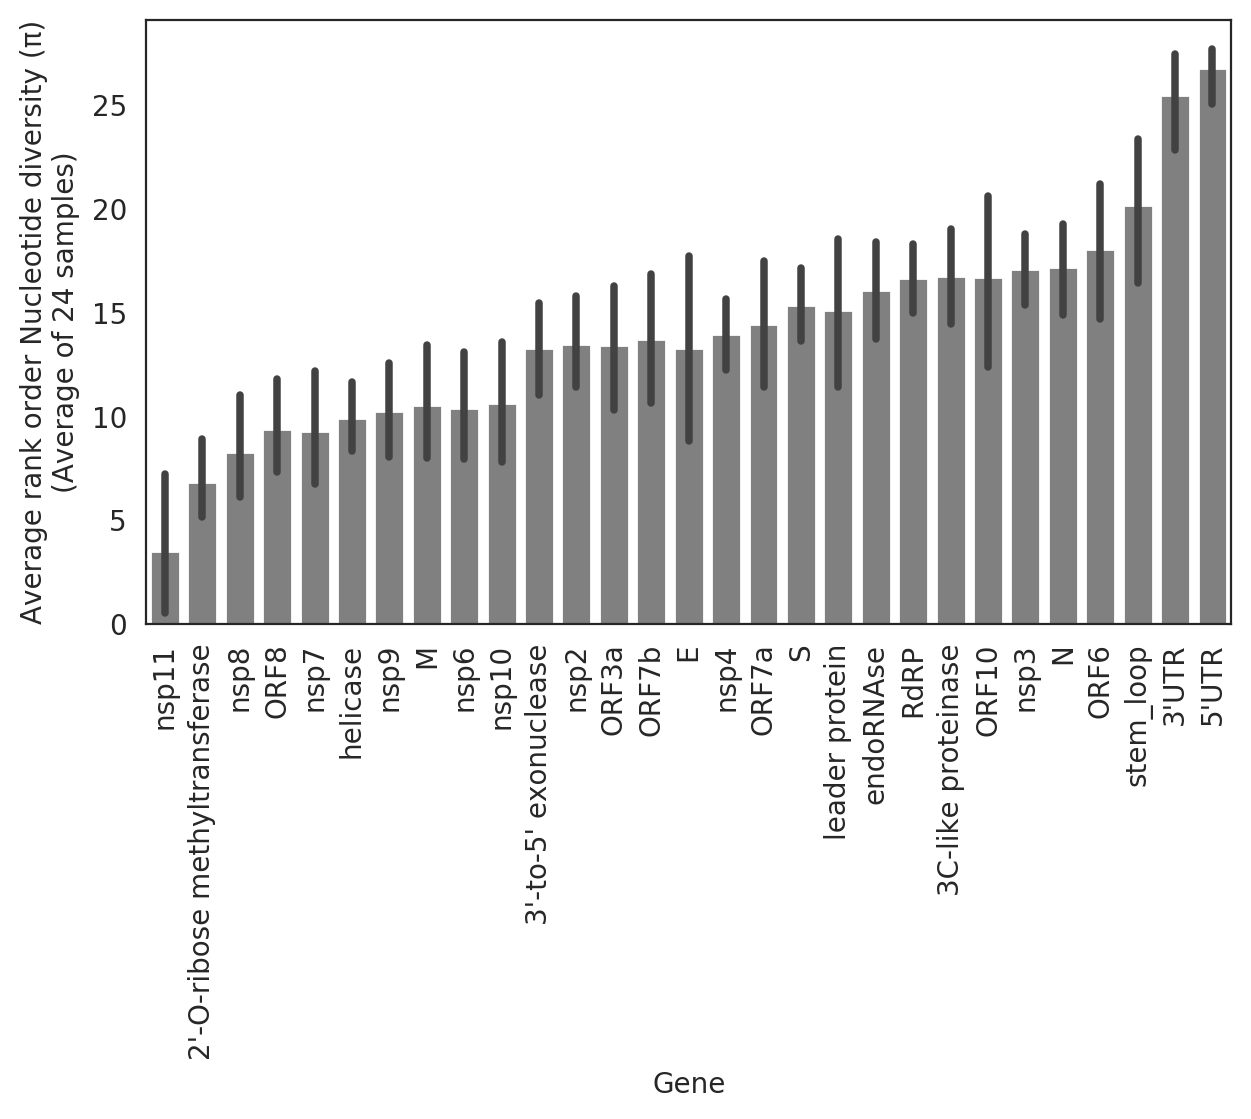 Average rank order Nucleotide diversity (π)
(Average of 24 samples)
25
20
15
10
5
0
nsp11
2'-O-ribose methyltransferase
nsp8
ORF8
nsp7
helicase
nsp9
M
nsp6
nsp10
3'-to-5' exonuclease
nsp2
ORF3a
ORF7b
E
nsp4
ORF7a
S
leader protein
endoRNAse
RdRP
3C-like proteinase
ORF10
nsp3
N
ORF6
stem_loop
3'UTR
5'UTR
Gene